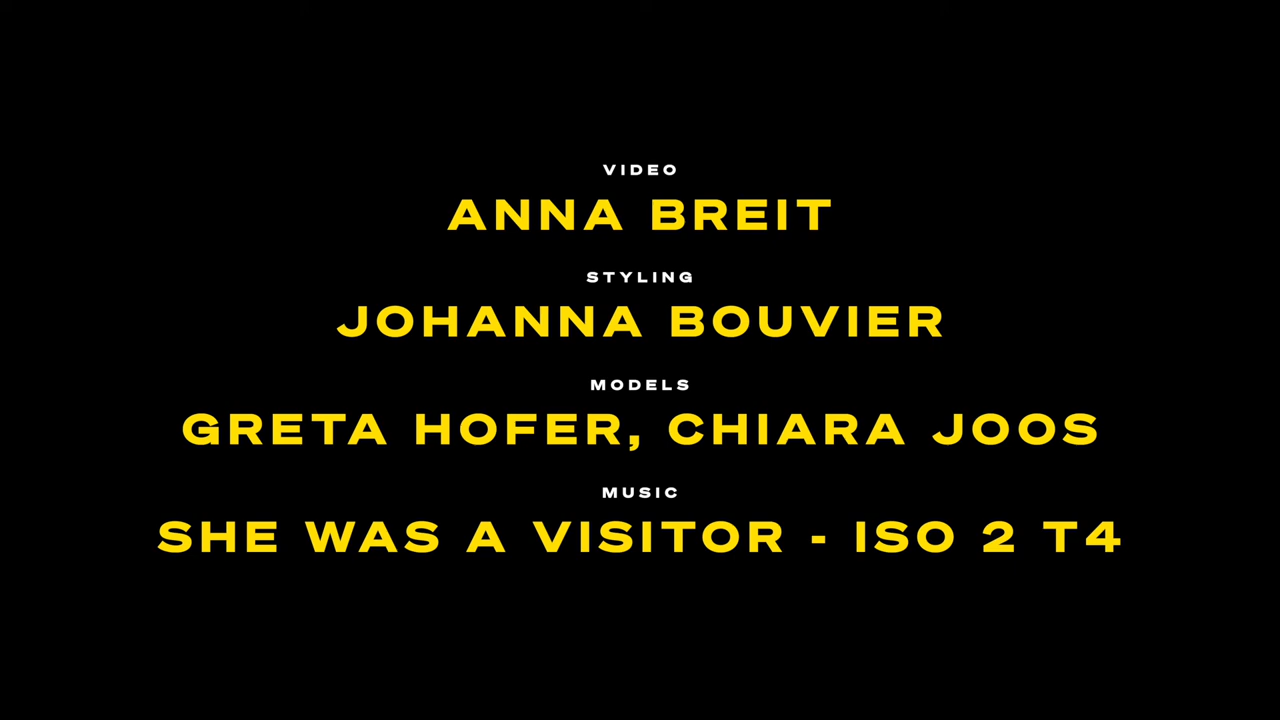 VIDEO
ANNA BREIT
STYLING
JOHANNA BOUVIER
MODELS
GRETA HOFER, CHIARA JOOS
MUSIC
SHE WAS A VISITOR - ISO 2 T4